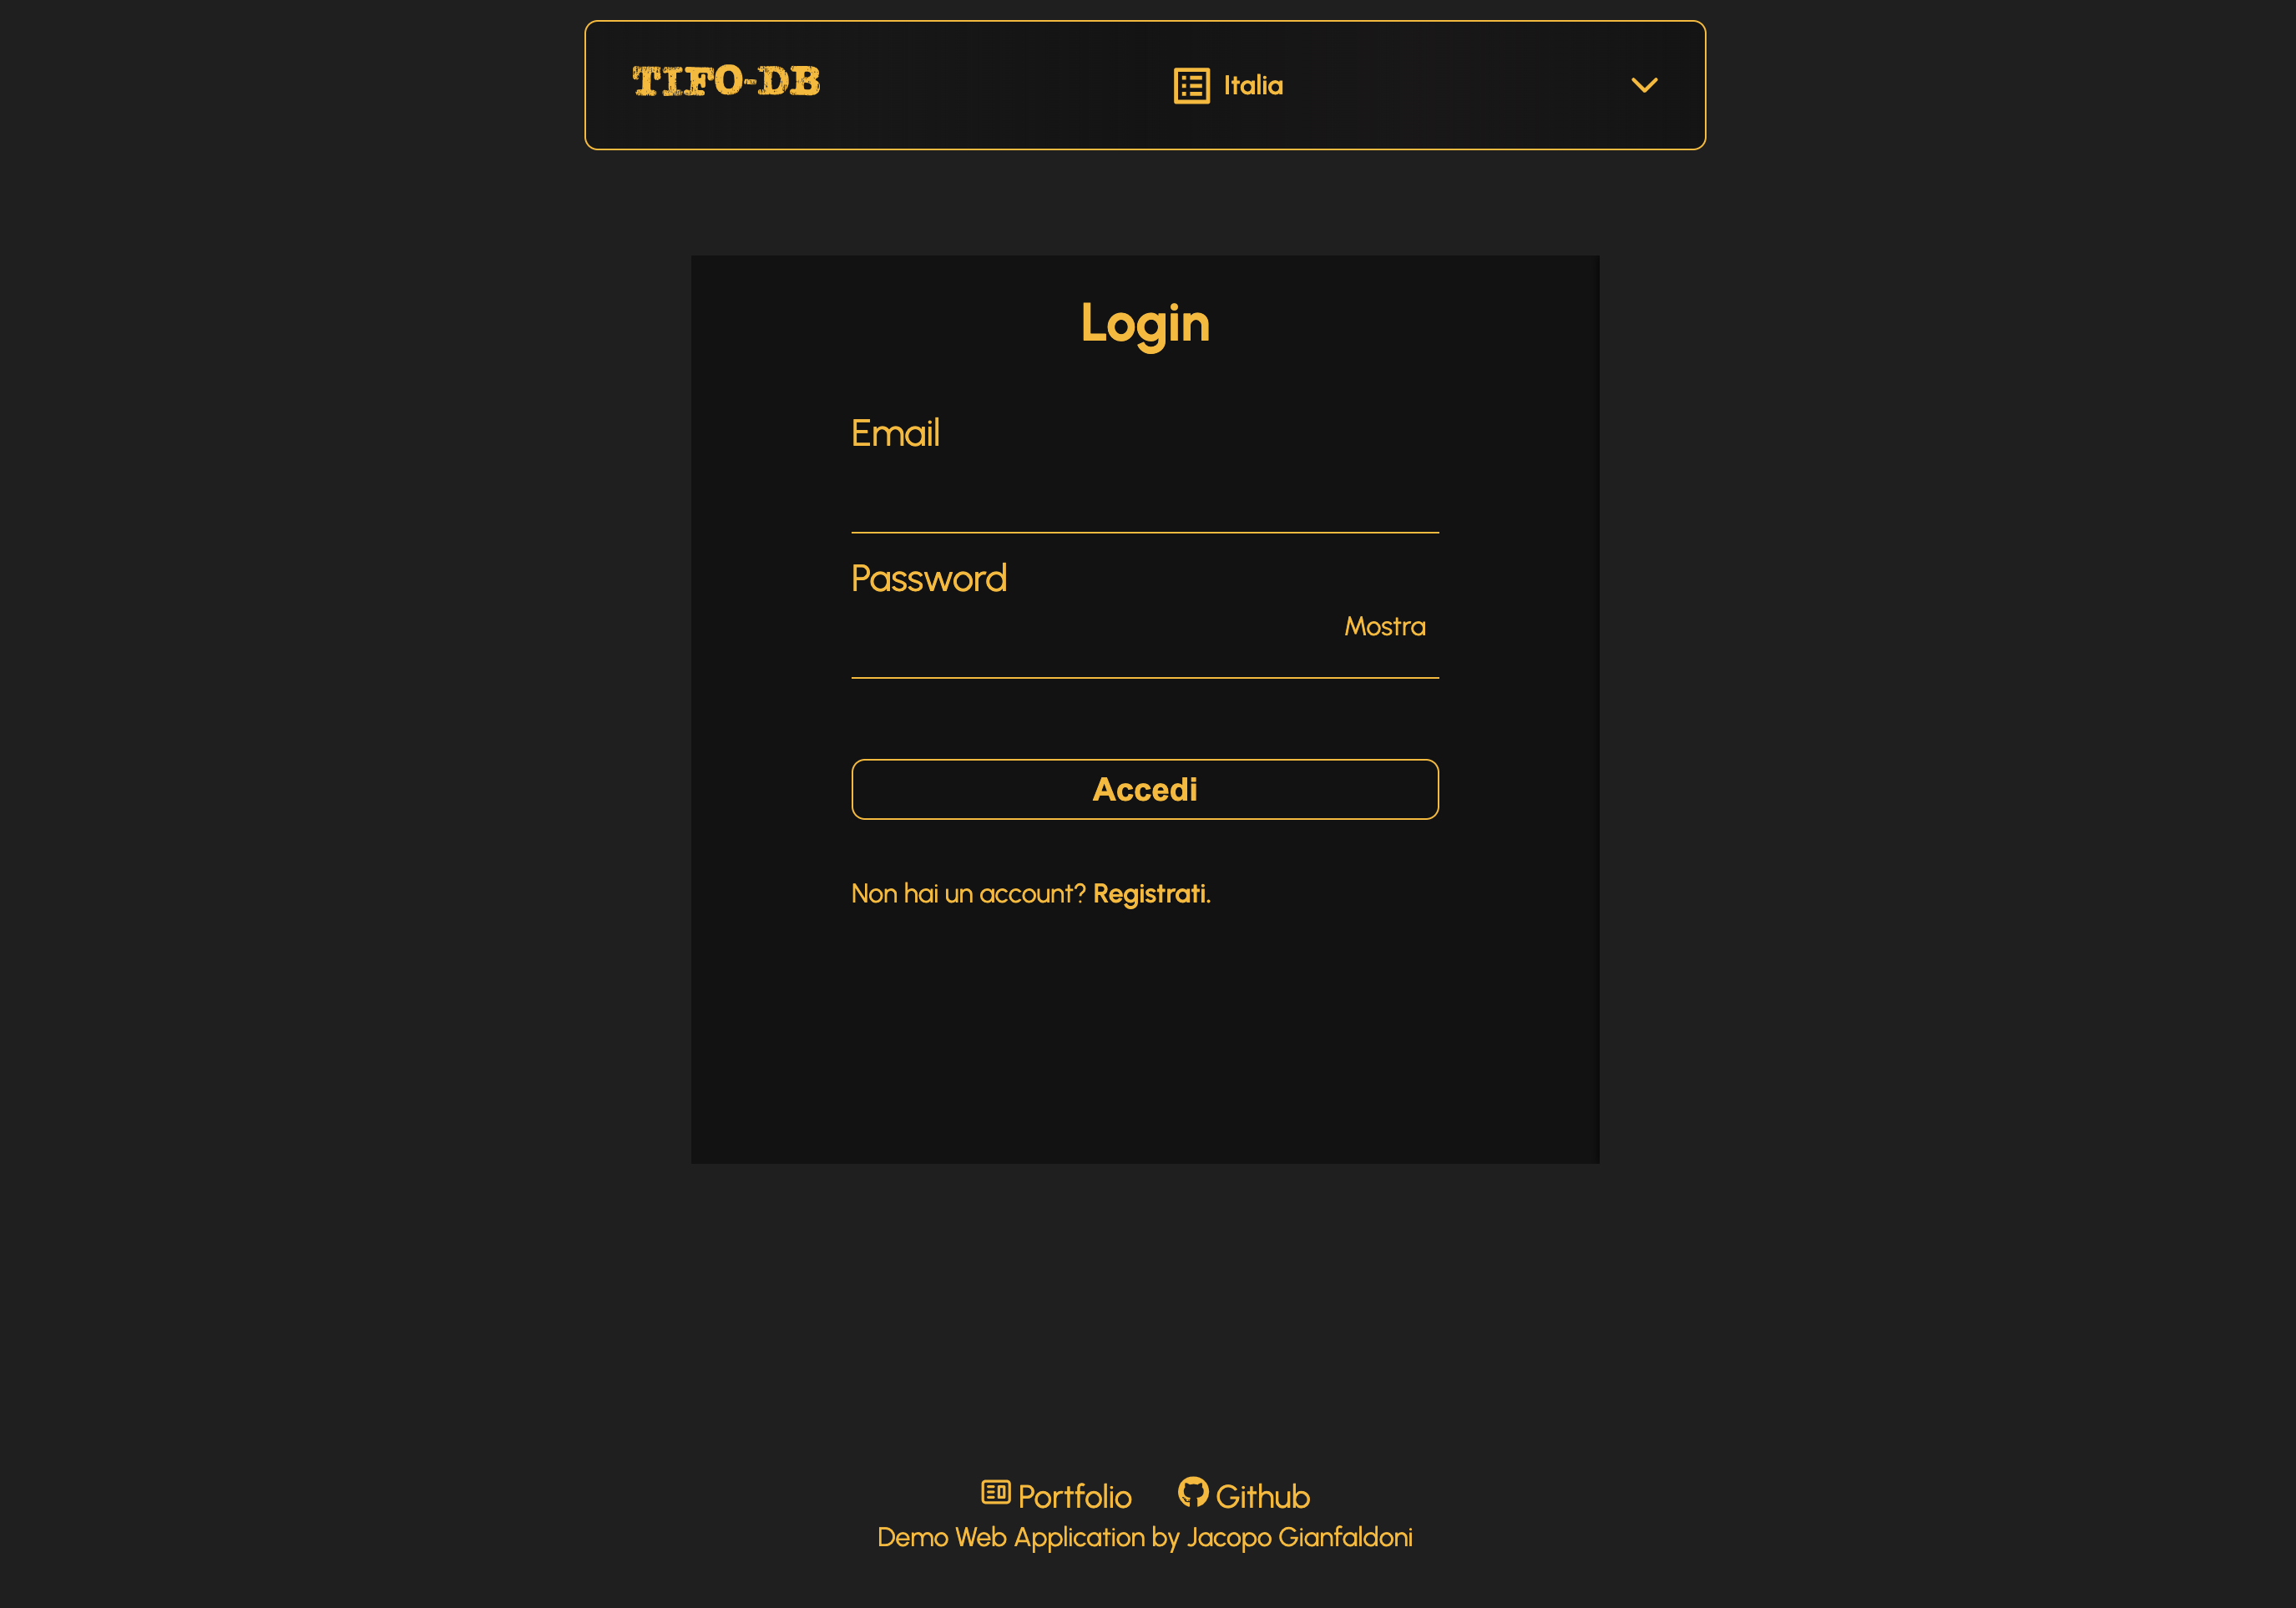 TIFO-DB
Italia
Login
Email
Password
Mostra
Accedi
Non hai un account? Registrati.
Portfolio Github
Demo Web Application by Jacopo Gianfaldoni